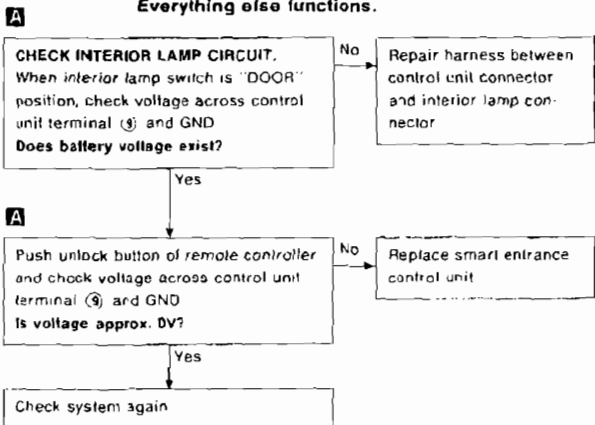 Everything else functions.
A
CHECK INTERIOR LAMP CIRCUIT.
When interior lamp switch is "DOOR"
position, check voltage across control
unit terminal ⑨ and GND
Does battery voltage exist?
No
Repair harness between
control unit connector
and interior lamp con-
nector
Yes
A
Push unlock button of remote controller
and check voltage across control unit
terminal ⑨ and GND
Is voltage approx. 0V?
No
Replace smart entrance
control unit
Yes
Check system again